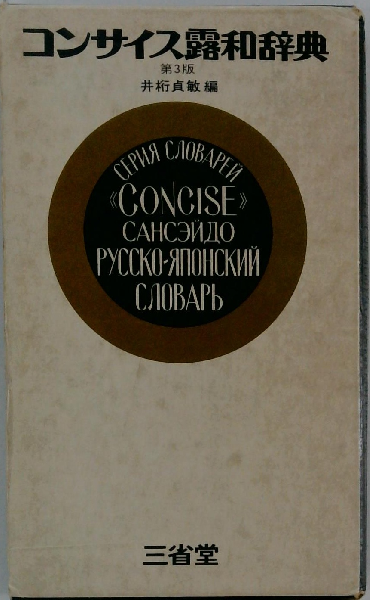 コンサイス露和辞典
第3版
井桁貞敏編
СЕРИЯ СЛОВАРЕЙ
《CONCISE》
САНСЭЙДО
РУССКО-ЯПОНСКИЙ
СЛОВАРЬ
三省堂